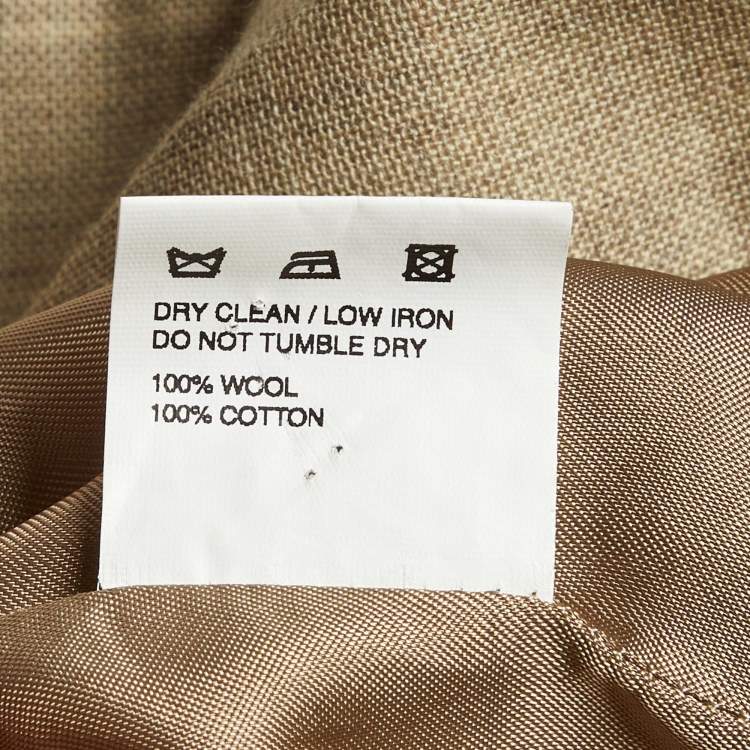 DRY CLEAN / LOW IRON
DO NOT TUMBLE DRY
100% WOOL
100% COTTON